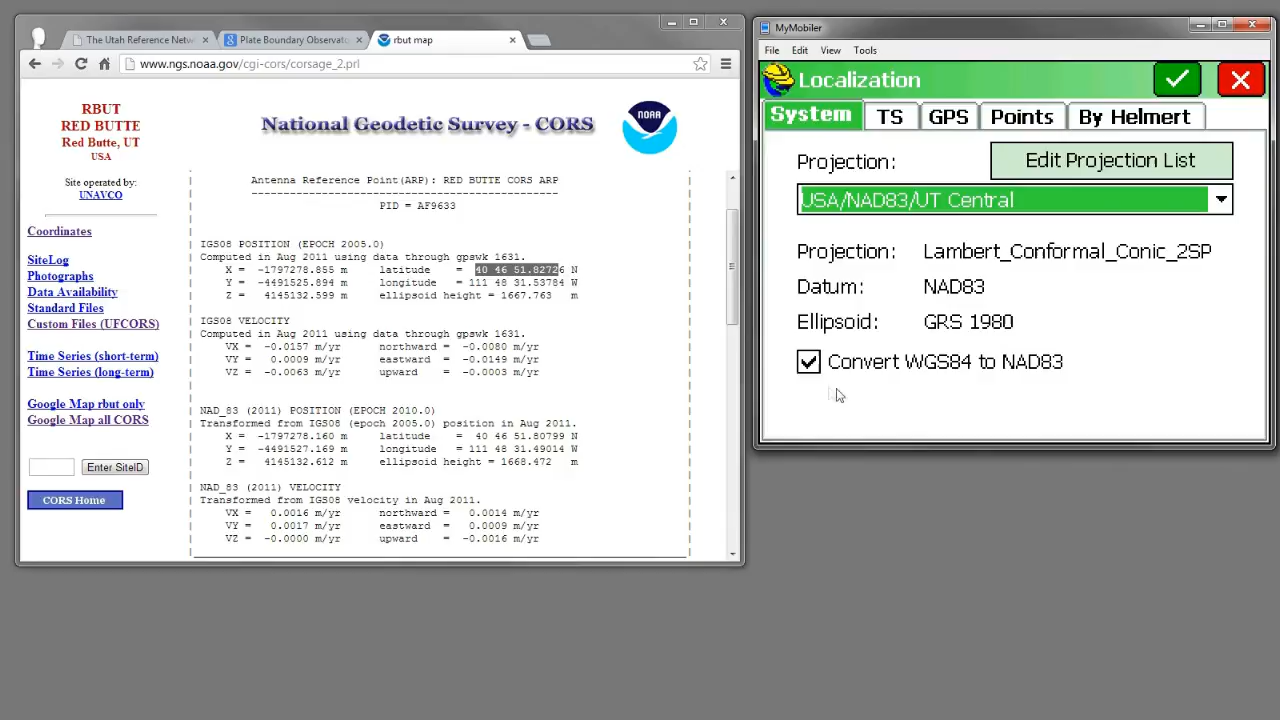 The Utah Reference Netw
Plate Boundary Observato
rbut map
www.ngs.noaa.gov/cgi-cors/corsage_2.prl
RBUT
RED BUTTE
Red Butte, UT
USA
Site operated by:
UNAVCO
Coordinates
SiteLog
Photographs
Data Availability
Standard Files
Custom Files (UFCORS)
Time Series (short-term)
Time Series (long-term)
Google Map rbut only
Google Map all CORS
Enter SiteID
CORS Home
National Geodetic Survey - CORS
NOAA
Antenna Reference Point(ARP): RED BUTTE CORS ARP
PID = AF9633
IGS08 POSITION (EPOCH 2005.0)
Computed in Aug 2011 using data through gpswk 1631.
X = -1797278.855 m latitude = 40 46 51.82726 N
Y = -4491525.894 m longitude = 111 48 31.53784 W
Z = 4145132.599 m ellipsoid height = 1667.763 m
IGS08 VELOCITY
Computed in Aug 2011 using data through gpswk 1631.
VX = -0.0157 m/yr northward = -0.0080 m/yr
VY = 0.0009 m/yr eastward = -0.0149 m/yr
VZ = -0.0063 m/yr upward = -0.0003 m/yr
NAD_83 (2011) POSITION (EPOCH 2010.0)
Transformed from IGS08 (epoch 2005.0) position in Aug 2011.
X = -1797278.160 m latitude = 40 46 51.80799 N
Y = -4491527.169 m longitude = 111 48 31.49014 W
Z = 4145132.612 m ellipsoid height = 1668.472 m
NAD_83 (2011) VELOCITY
Transformed from IGS08 velocity in Aug 2011.
VX = 0.0016 m/yr northward = 0.0014 m/yr
VY = 0.0017 m/yr eastward = 0.0009 m/yr
VZ = -0.0000 m/yr upward = -0.0016 m/yr
MyMobiler
File Edit View Tools
Localization
System TS GPS Points By Helmert
Projection: Edit Projection List
USA/NAD83/UT Central
Projection: Lambert_Conformal_Conic_2SP
Datum: NAD83
Ellipsoid: GRS 1980
Convert WGS84 to NAD83